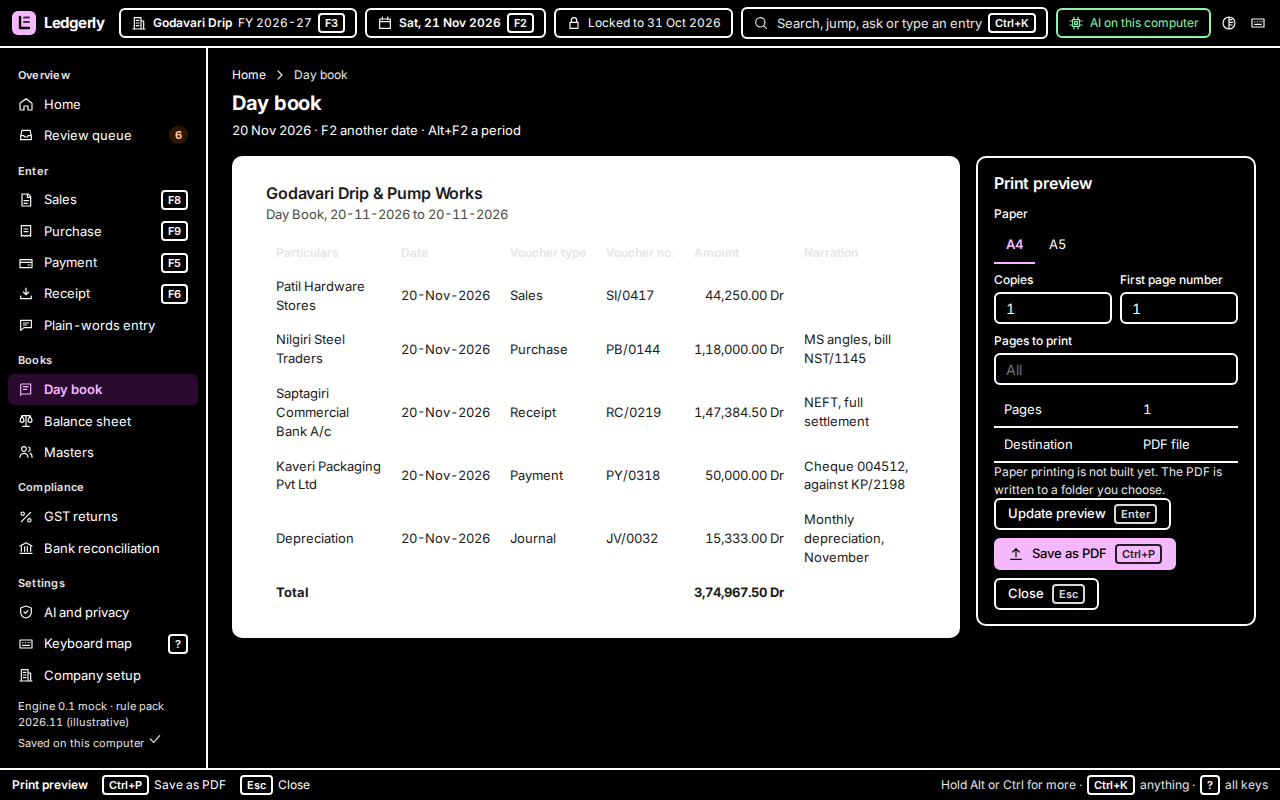 Ledgerly
Godavari Drip FY 2026-27 F3
Sat, 21 Nov 2026 F2
Locked to 31 Oct 2026
Search, jump, ask or type an entry Ctrl+K
AI on this computer
Overview
Home
Review queue 6
Enter
Sales F8
Purchase F9
Payment F5
Receipt F6
Plain-words entry
Books
Day book
Balance sheet
Masters
Compliance
GST returns
Bank reconciliation
Settings
AI and privacy
Keyboard map ?
Company setup
Engine 0.1 mock · rule pack
2026.11 (illustrative)
Saved on this computer
Home > Day book
Day book
20 Nov 2026 · F2 another date · Alt+F2 a period
Godavari Drip & Pump Works
Day Book, 20-11-2026 to 20-11-2026
Particulars Date Voucher type Voucher no. Amount Narration
Patil Hardware
Stores
20-Nov-2026 Sales SI/0417 44,250.00 Dr
Nilgiri Steel
Traders
20-Nov-2026 Purchase PB/0144 1,18,000.00 Dr
MS angles, bill
NST/1145
Saptagiri
Commercial
Bank A/c
20-Nov-2026 Receipt RC/0219 1,47,384.50 Dr
NEFT, full
settlement
Kaveri Packaging
Pvt Ltd
20-Nov-2026 Payment PY/0318 50,000.00 Dr
Cheque 004512,
against KP/2198
Depreciation 20-Nov-2026 Journal JV/0032 15,333.00 Dr
Monthly
depreciation,
November
Total 3,74,967.50 Dr
Print preview
Paper
A4 A5
Copies First page number
1 1
Pages to print
All
Pages 1
Destination PDF file
Paper printing is not built yet. The PDF is
written to a folder you choose.
Update preview Enter
Save as PDF Ctrl+P
Close Esc
Print preview Ctrl+P Save as PDF Esc Close
Hold Alt or Ctrl for more · Ctrl+K anything · ? all keys